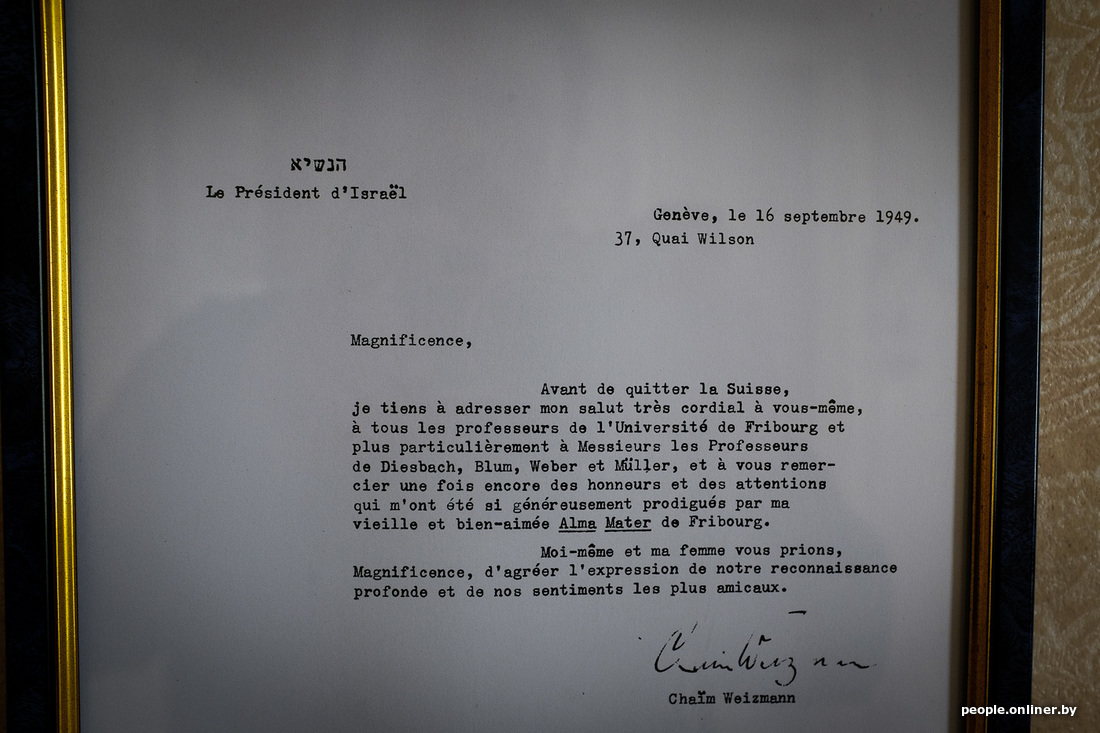 הנשיא
Le Président d'Israël
Genève, le 16 septembre 1949.
37, Quai Wilson
Magnificence,
Avant de quitter la Suisse,
je tiens à adresser mon salut très cordial à vous-même,
à tous les professeurs de l'Université de Fribourg et
plus particulièrement à Messieurs les Professeurs
de Diesbach, Blum, Weber et Müller, et à vous remer-
cier une fois encore des honneurs et des attentions
qui m'ont été si généreusement prodigués par ma
vieille et bien-aimée Alma Mater de Fribourg.
Moi-même et ma femme vous prions,
Magnificence, d'agréer l'expression de notre reconnaissance
profonde et de nos sentiments les plus amicaux.
Chaim Weizmann
Chaïm Weizmann
people.onliner.by